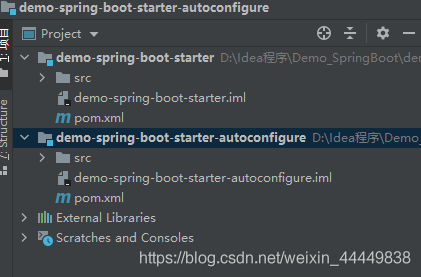 demo-spring-boot-starter-autoconfigure
Project
1: 项目
demo-spring-boot-starter D:\Idea程序\Demo_SpringBoot\der
src
demo-spring-boot-starter.iml
pom.xml
demo-spring-boot-starter-autoconfigure D:\Idea程序\Demo_
src
demo-spring-boot-starter-autoconfigure.iml
pom.xml
7: Structure
External Libraries
Scratches and Consoles
https://blog.csdn.net/weixin_44449838